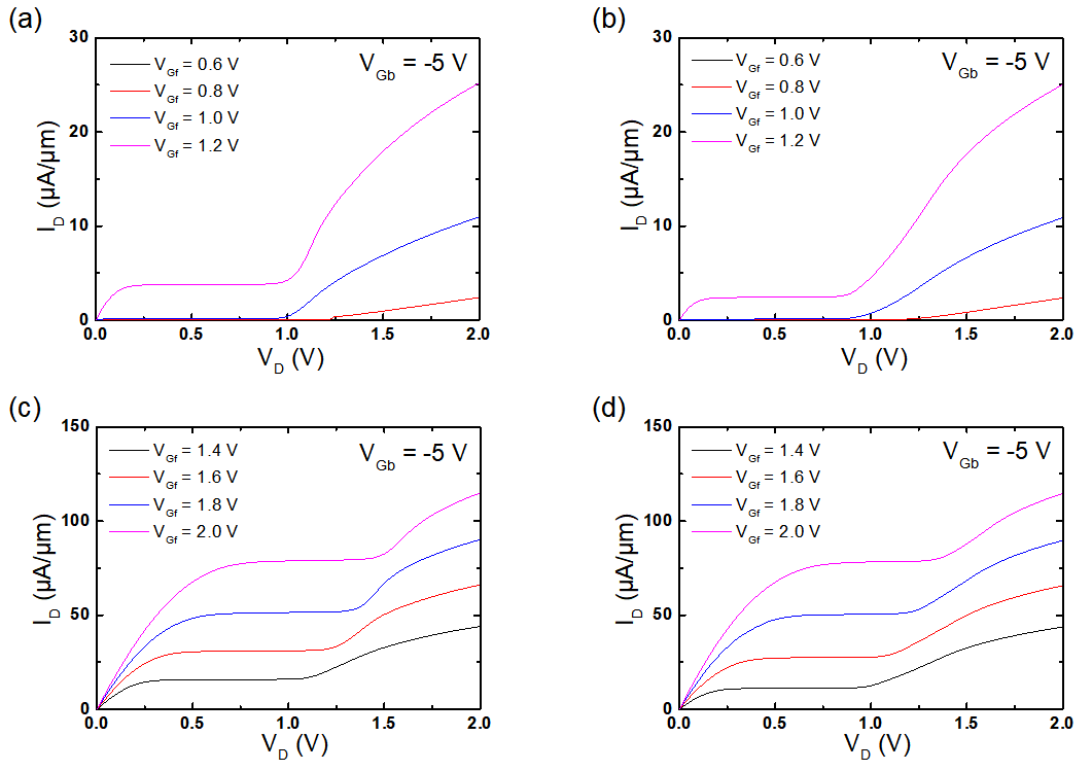 (a)
V_Gb = -5 V
V_Gf = 0.6 V
V_Gf = 0.8 V
V_Gf = 1.0 V
V_Gf = 1.2 V
I_D (µA/µm)
30
20
10
0
0.0 0.5 1.0 1.5 2.0
V_D (V)
(b)
V_Gb = -5 V
V_Gf = 0.6 V
V_Gf = 0.8 V
V_Gf = 1.0 V
V_Gf = 1.2 V
I_D (µA/µm)
30
20
10
0
0.0 0.5 1.0 1.5 2.0
V_D (V)
(c)
V_Gb = -5 V
V_Gf = 1.4 V
V_Gf = 1.6 V
V_Gf = 1.8 V
V_Gf = 2.0 V
I_D (µA/µm)
150
100
50
0
0.0 0.5 1.0 1.5 2.0
V_D (V)
(d)
V_Gb = -5 V
V_Gf = 1.4 V
V_Gf = 1.6 V
V_Gf = 1.8 V
V_Gf = 2.0 V
I_D (µA/µm)
150
100
50
0
0.0 0.5 1.0 1.5 2.0
V_D (V)